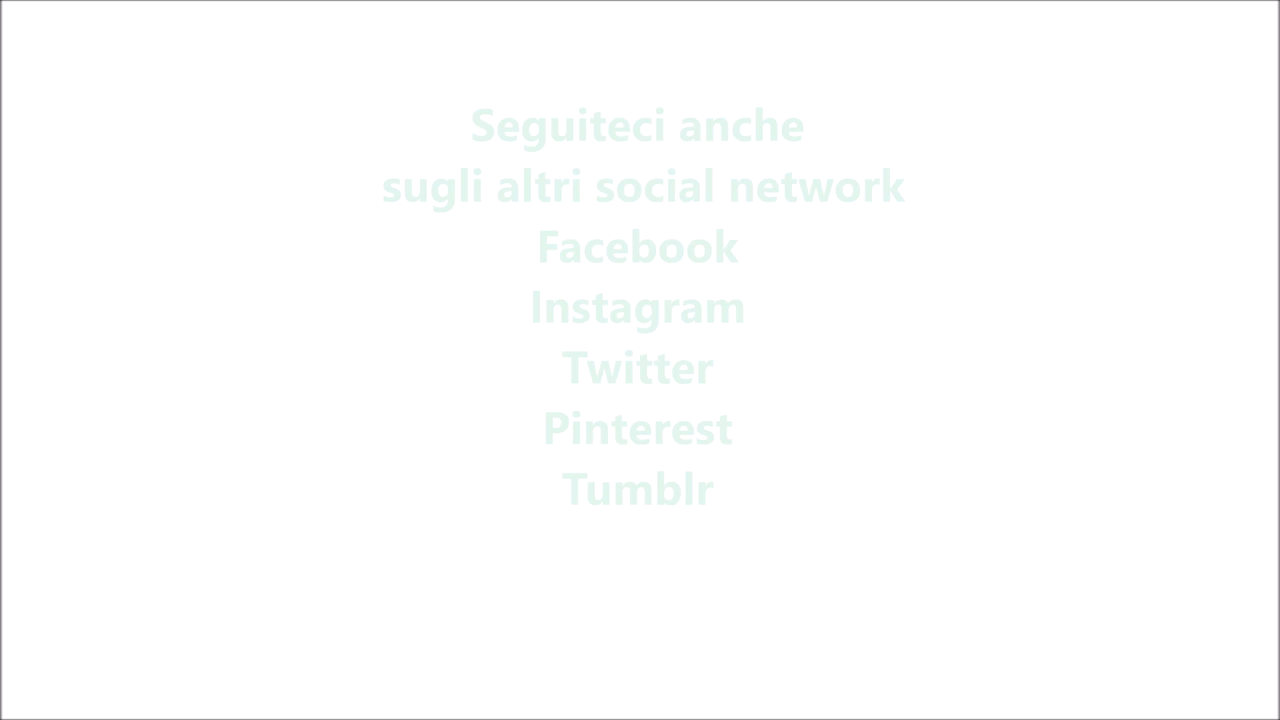 Seguiteci anche
sugli altri social network
Facebook
Instagram
Twitter
Pinterest
Tumblr